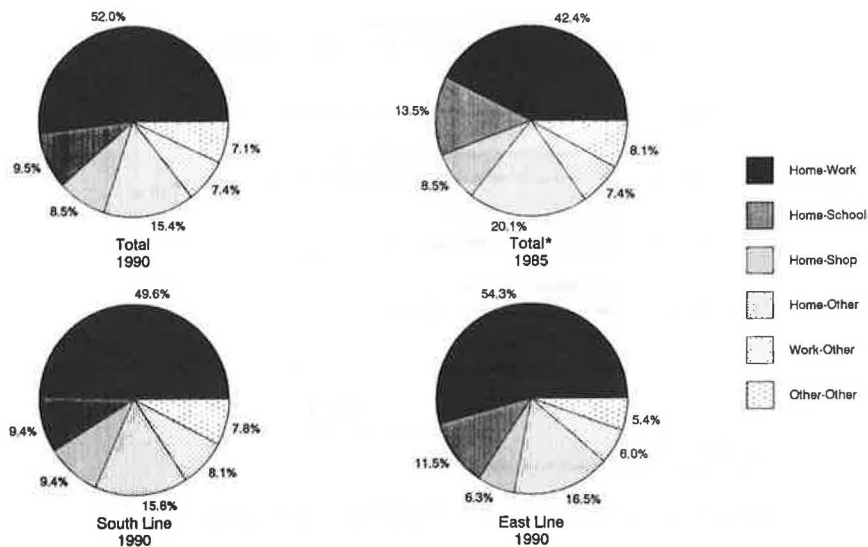 52.0%
9.5%
8.5%
15.4%
7.4%
7.1%
Total
1990
42.4%
13.5%
8.5%
20.1%
7.4%
8.1%
Total*
1985
49.6%
9.4%
9.4%
15.8%
8.1%
7.8%
South Line
1990
54.3%
11.5%
6.3%
16.5%
6.0%
5.4%
East Line
1990
Home-Work
Home-School
Home-Shop
Home-Other
Work-Other
Other-Other